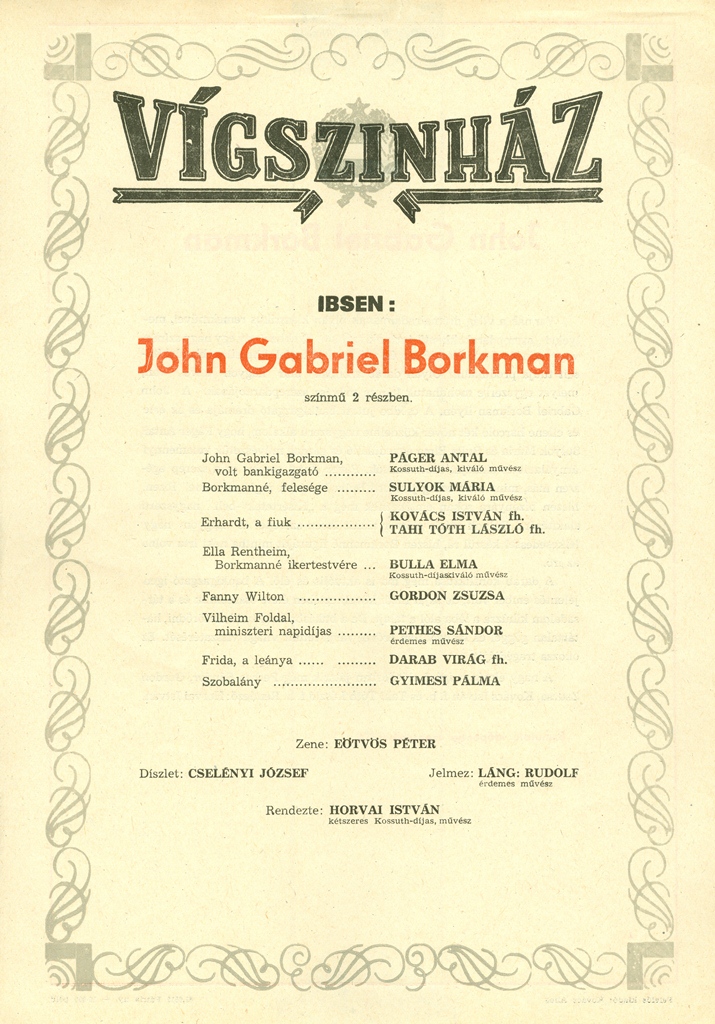 VÍGSZINHÁZ
IBSEN:
John Gabriel Borkman
színmű 2 részben.
John Gabriel Borkman,
volt bankigazgató ............ PÁGER ANTAL
Kossuth-díjas, kiváló művész
Borkmanné, felesége ......... SULYOK MÁRIA
Kossuth-díjas, kiváló művész
Erhardt, a fiuk .................. { KOVÁCS ISTVÁN fh.
TAHI TÓTH LÁSZLÓ fh.
Ella Rentheim,
Borkmanné ikertestvére ... BULLA ELMA
Kossuth-díjasciváló művész
Fanny Wilton .................. GORDON ZSUZSA
Vilheim Foldal,
miniszteri napidíjas ......... PETHES SÁNDOR
érdemes művész
Frida, a leánya ...... ......... DARAB VIRÁG fh.
Szobalány ........................ GYIMESI PÁLMA
Zene: EÖTVÖS PÉTER
Díszlet: CSELÉNYI JÓZSEF Jelmez: LÁNG: RUDOLF
érdemes művész
Rendezte: HORVAI ISTVÁN
kétszeres Kossuth-díjas, művész